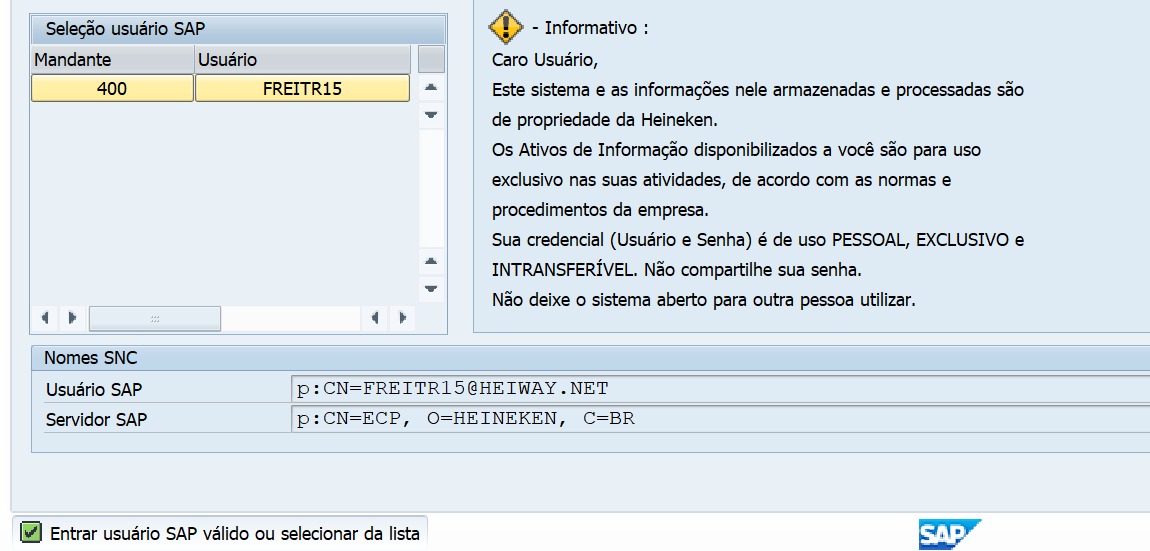 Seleção usuário SAP
Mandante Usuário
400 FREITR15
- Informativo :
Caro Usuário,
Este sistema e as informações nele armazenadas e processadas são
de propriedade da Heineken.
Os Ativos de Informação disponibilizados a você são para uso
exclusivo nas suas atividades, de acordo com as normas e
procedimentos da empresa.
Sua credencial (Usuário e Senha) é de uso PESSOAL, EXCLUSIVO e
INTRANSFERÍVEL. Não compartilhe sua senha.
Não deixe o sistema aberto para outra pessoa utilizar.
Nomes SNC
Usuário SAP p:CN=FREITR15@HEIWAY.NET
Servidor SAP p:CN=ECP, O=HEINEKEN, C=BR
Entrar usuário SAP válido ou selecionar da lista
SAP